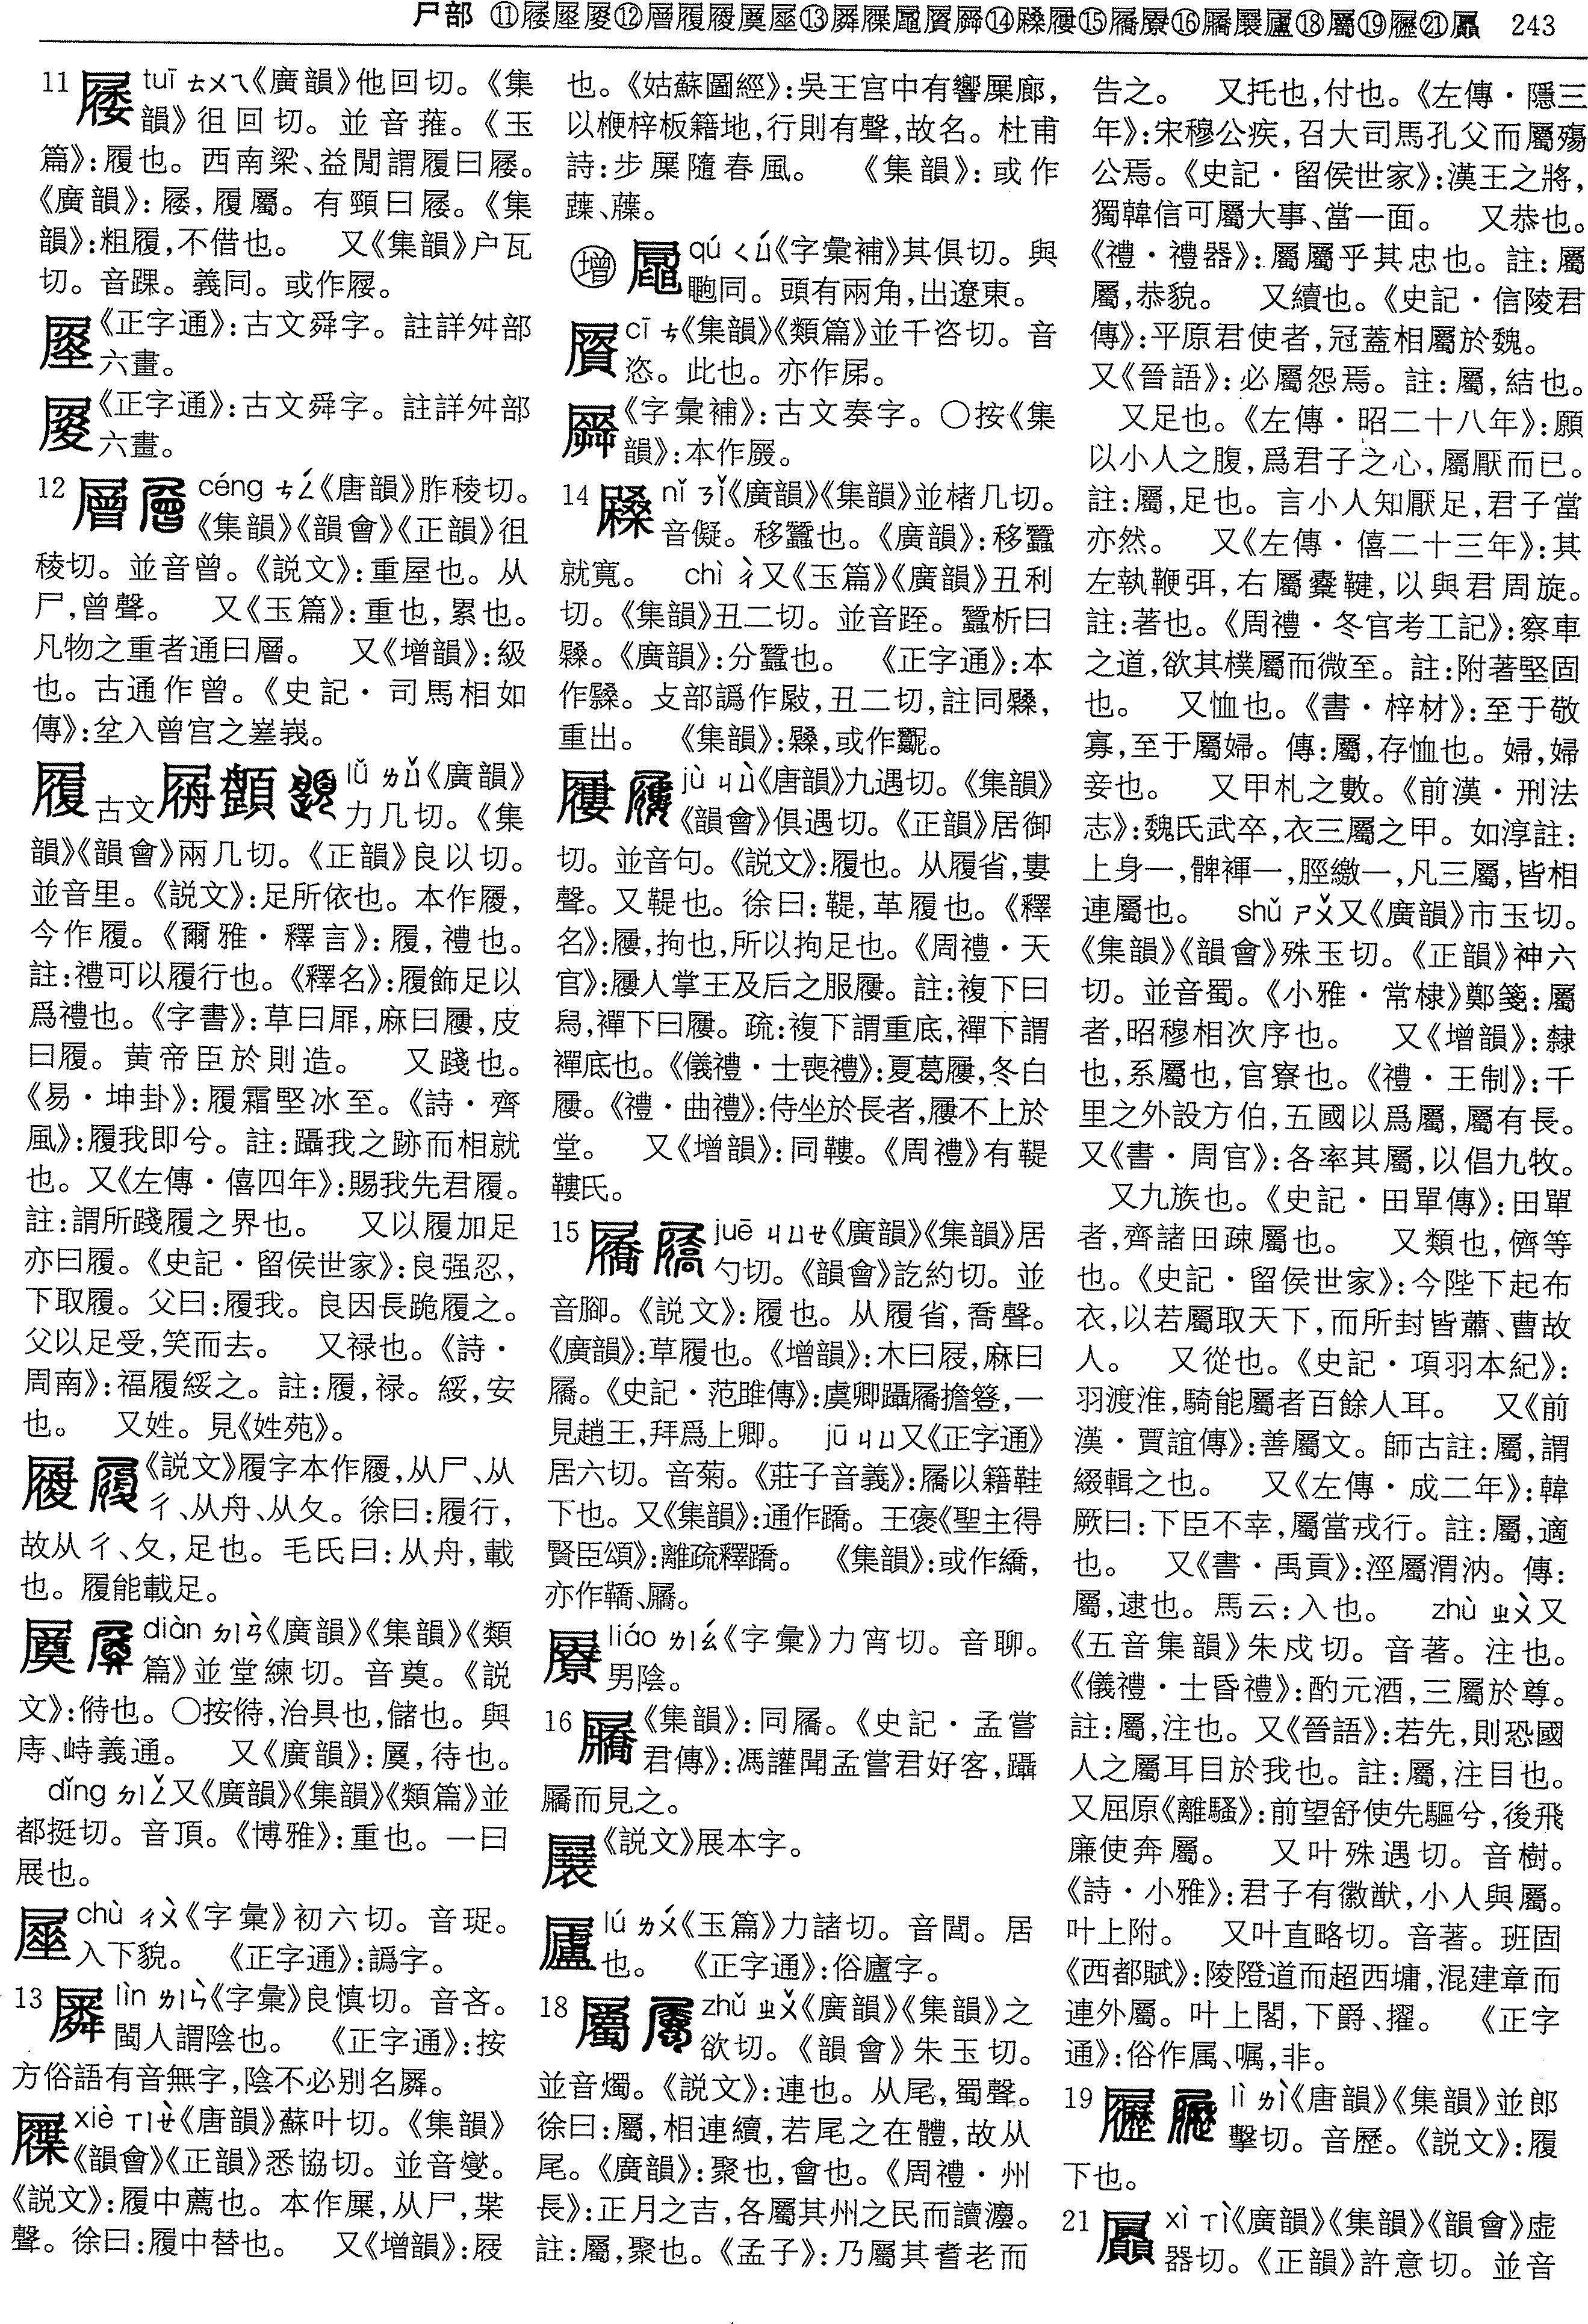 尸部 ⑪屦⑫層履⑭屨⑮屩⑱屬⑲㉑ 243
11 tuī ㄊㄨㄟ《廣韻》他回切。《集
韻》徂回切。並音蓷。《玉
篇》:履也。西南梁、益閒謂履曰。
《廣韻》:,履屬。有頸曰。《集
韻》:粗履,不借也。 又《集韻》户瓦
切。音踝。義同。或作。
《正字通》:古文舜字。註詳舛部
六畫。
《正字通》:古文舜字。註詳舛部
六畫。
12 層 céng ㄘㄥˊ《唐韻》昨稜切。
《集韻》《韻會》《正韻》徂
稜切。並音曾。《説文》:重屋也。从
尸,曾聲。 又《玉篇》:重也,累也。
凡物之重者通曰層。 又《增韻》:級
也。古通作曾。《史記・司馬相如
傳》:坌入曾宫之嵳峩。
履 古文 lǚ ㄌㄩˇ《廣韻》
力几切。《集
韻》《韻會》兩几切。《正韻》良以切。
並音里。《説文》:足所依也。本作,
今作履。《爾雅・釋言》:履,禮也。
註:禮可以履行也。《釋名》:履飾足以
爲禮也。《字書》:草曰扉,麻曰屨,皮
曰履。黄帝臣於則造。 又踐也。
《易・坤卦》:履霜堅冰至。《詩・齊
風》:履我即兮。註:躡我之跡而相就
也。又《左傳・僖四年》:賜我先君履。
註:謂所踐履之界也。 又以履加足
亦曰履。《史記・留侯世家》:良强忍,
下取履。父曰:履我。良因長跪履之。
父以足受,笑而去。 又禄也。《詩・
周南》:福履綏之。註:履,禄。綏,安
也。 又姓。見《姓苑》。
《説文》履字本作,从尸、从
彳、从舟、从夊。徐曰:履行,
故从彳、夊,足也。毛氏曰:从舟,載
也。履能載足。
diàn ㄉㄧㄢˋ《廣韻》《集韻》《類
篇》並堂練切。音奠。《説
文》:偫也。〇按偫,治具也,儲也。與
庤、峙義通。 又《廣韻》:,待也。
dǐng ㄉㄧㄥˇ又《廣韻》《集韻》《類篇》並
都挺切。音頂。《博雅》:重也。一曰
展也。
chù ㄔㄨˋ《字彙》初六切。音珿。
入下貌。 《正字通》:譌字。
13 lìn ㄌㄧㄣˋ《字彙》良慎切。音吝。
閩人謂陰也。 《正字通》:按
方俗語有音無字,陰不必别名。
xiè ㄒㄧㄝˋ《唐韻》蘇叶切。《集韻》
《韻會》《正韻》悉協切。並音燮。
《説文》:履中薦也。本作屟,从尸,枼
聲。徐曰:履中替也。 又《增韻》:屐
也。《姑蘇圖經》:吳王宫中有響屟廊,
以楩梓板籍地,行則有聲,故名。杜甫
詩:步屟隨春風。 《集韻》:或作
蹀、。
㊉增 qú ㄑㄩˊ《字彙補》其俱切。與
同。頭有兩角,出遼東。
cī ㄘ《集韻》《類篇》並千咨切。音
恣。此也。亦作。
《字彙補》:古文奏字。〇按《集
韻》:本作。
14 nǐ ㄋㄧˇ《廣韻》《集韻》並楮几切。
音儗。移蠶也。《廣韻》:移蠶
就寬。 chì ㄔˋ又《玉篇》《廣韻》丑利
切。《集韻》丑二切。並音跮。蠶析曰
。《廣韻》:分蠶也。 《正字通》:本
作。攴部譌作,丑二切,註同,
重出。 《集韻》:,或作。
屨 jù ㄐㄩˋ《唐韻》九遇切。《集韻》
《韻會》俱遇切。《正韻》居御
切。並音句。《説文》:履也。从履省,婁
聲。又鞮也。徐曰:鞮,革履也。《釋
名》:屨,拘也,所以拘足也。《周禮・天
官》:屨人掌王及后之服屨。註:複下曰
舄,襌下曰屨。疏:複下謂重底,襌下謂
襌底也。《儀禮・士喪禮》:夏葛屨,冬白
屨。《禮・曲禮》:侍坐於長者,屨不上於
堂。 又《增韻》:同鞻。《周禮》有鞮
鞻氏。
15 屩 juē ㄐㄩㄝ《廣韻》《集韻》居
勺切。《韻會》訖約切。並
音腳。《説文》:履也。从履省,喬聲。
《廣韻》:草履也。《增韻》:木曰屐,麻曰
屩。《史記・范雎傳》:虞卿躡屩擔簦,一
見趙王,拜爲上卿。 jū ㄐㄩ又《正字通》
居六切。音菊。《莊子音義》:屩以籍鞋
下也。又《集韻》:通作蹻。王褒《聖主得
賢臣頌》:離疏釋蹻。 《集韻》:或作繑,
亦作鞽、。
liáo ㄌㄧㄠˊ《字彙》力宵切。音聊。
男陰。
16 《集韻》:同屩。《史記・孟嘗
君傳》:馮讙聞孟嘗君好客,躡
而見之。
《説文》展本字。
lú ㄌㄨˊ《玉篇》力諸切。音閭。居
也。 《正字通》:俗廬字。
18 屬 zhǔ ㄓㄨˇ《廣韻》《集韻》之
欲切。《韻會》朱玉切。
並音燭。《説文》:連也。从尾,蜀聲。
徐曰:屬,相連續,若尾之在體,故从
尾。《廣韻》:聚也,會也。《周禮・州
長》:正月之吉,各屬其州之民而讀灋。
註:屬,聚也。《孟子》:乃屬其耆老而
告之。 又托也,付也。《左傳・隱三
年》:宋穆公疾,召大司馬孔父而屬殤
公焉。《史記・留侯世家》:漢王之將,
獨韓信可屬大事、當一面。 又恭也。
《禮・禮器》:屬屬乎其忠也。註:屬
屬,恭貌。 又續也。《史記・信陵君
傳》:平原君使者,冠蓋相屬於魏。
又《晉語》:必屬怨焉。註:屬,結也。
又足也。《左傳・昭二十八年》:願
以小人之腹,爲君子之心,屬厭而已。
註:屬,足也。言小人知厭足,君子當
亦然。 又《左傳・僖二十三年》:其
左執鞭弭,右屬櫜鞬,以與君周旋。
註:著也。《周禮・冬官考工記》:察車
之道,欲其樸屬而微至。註:附著堅固
也。 又恤也。《書・梓材》:至于敬
寡,至于屬婦。傳:屬,存恤也。婦,婦
妾也。 又甲札之數。《前漢・刑法
志》:魏氏武卒,衣三屬之甲。如淳註:
上身一,髀褌一,脛繳一,凡三屬,皆相
連屬也。 shǔ ㄕㄨˇ又《廣韻》市玉切。
《集韻》《韻會》殊玉切。《正韻》神六
切。並音蜀。《小雅・常棣》鄭箋:屬
者,昭穆相次序也。 又《增韻》:隸
也,系屬也,官寮也。《禮・王制》:千
里之外設方伯,五國以爲屬,屬有長。
又《書・周官》:各率其屬,以倡九牧。
又九族也。《史記・田單傳》:田單
者,齊諸田疎屬也。 又類也,儕等
也。《史記・留侯世家》:今陛下起布
衣,以若屬取天下,而所封皆蕭、曹故
人。 又從也。《史記・項羽本紀》:
羽渡淮,騎能屬者百餘人耳。 又《前
漢・賈誼傳》:善屬文。師古註:屬,謂
綴輯之也。 又《左傳・成二年》:韓
厥曰:下臣不幸,屬當戎行。註:屬,適
也。 又《書・禹貢》:涇屬渭汭。傳:
屬,逮也。馬云:入也。 zhù ㄓㄨˋ又
《五音集韻》朱戍切。音著。注也。
《儀禮・士昏禮》:酌元酒,三屬於尊。
註:屬,注也。又《晉語》:若先,則恐國
人之屬耳目於我也。註:屬,注目也。
又屈原《離騷》:前望舒使先驅兮,後飛
廉使奔屬。 又叶殊遇切。音樹。
《詩・小雅》:君子有徽猷,小人與屬。
叶上附。 又叶直略切。音著。班固
《西都賦》:陵隥道而超西墉,混建章而
連外屬。叶上閣,下爵、擢。 《正字
通》:俗作属、嘱,非。
19 lì ㄌㄧˋ《唐韻》《集韻》並郎
擊切。音歷。《説文》:履
下也。
21 xì ㄒㄧˋ《廣韻》《集韻》《韻會》虚
器切。《正韻》許意切。並音